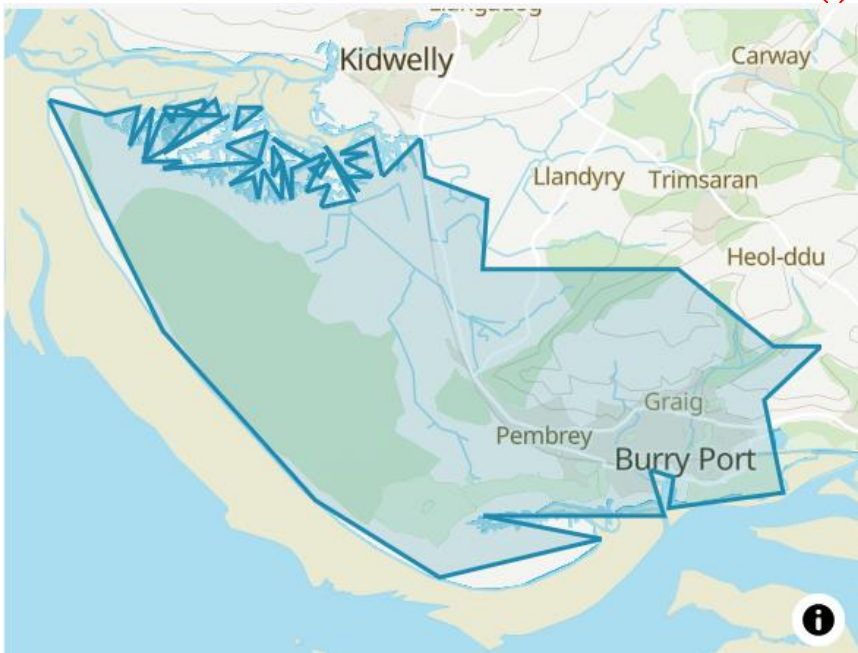 Kidwelly
Carway
Llandyry
Trimsaran
Heol-ddu
Graig
Pembrey
Burry Port
i